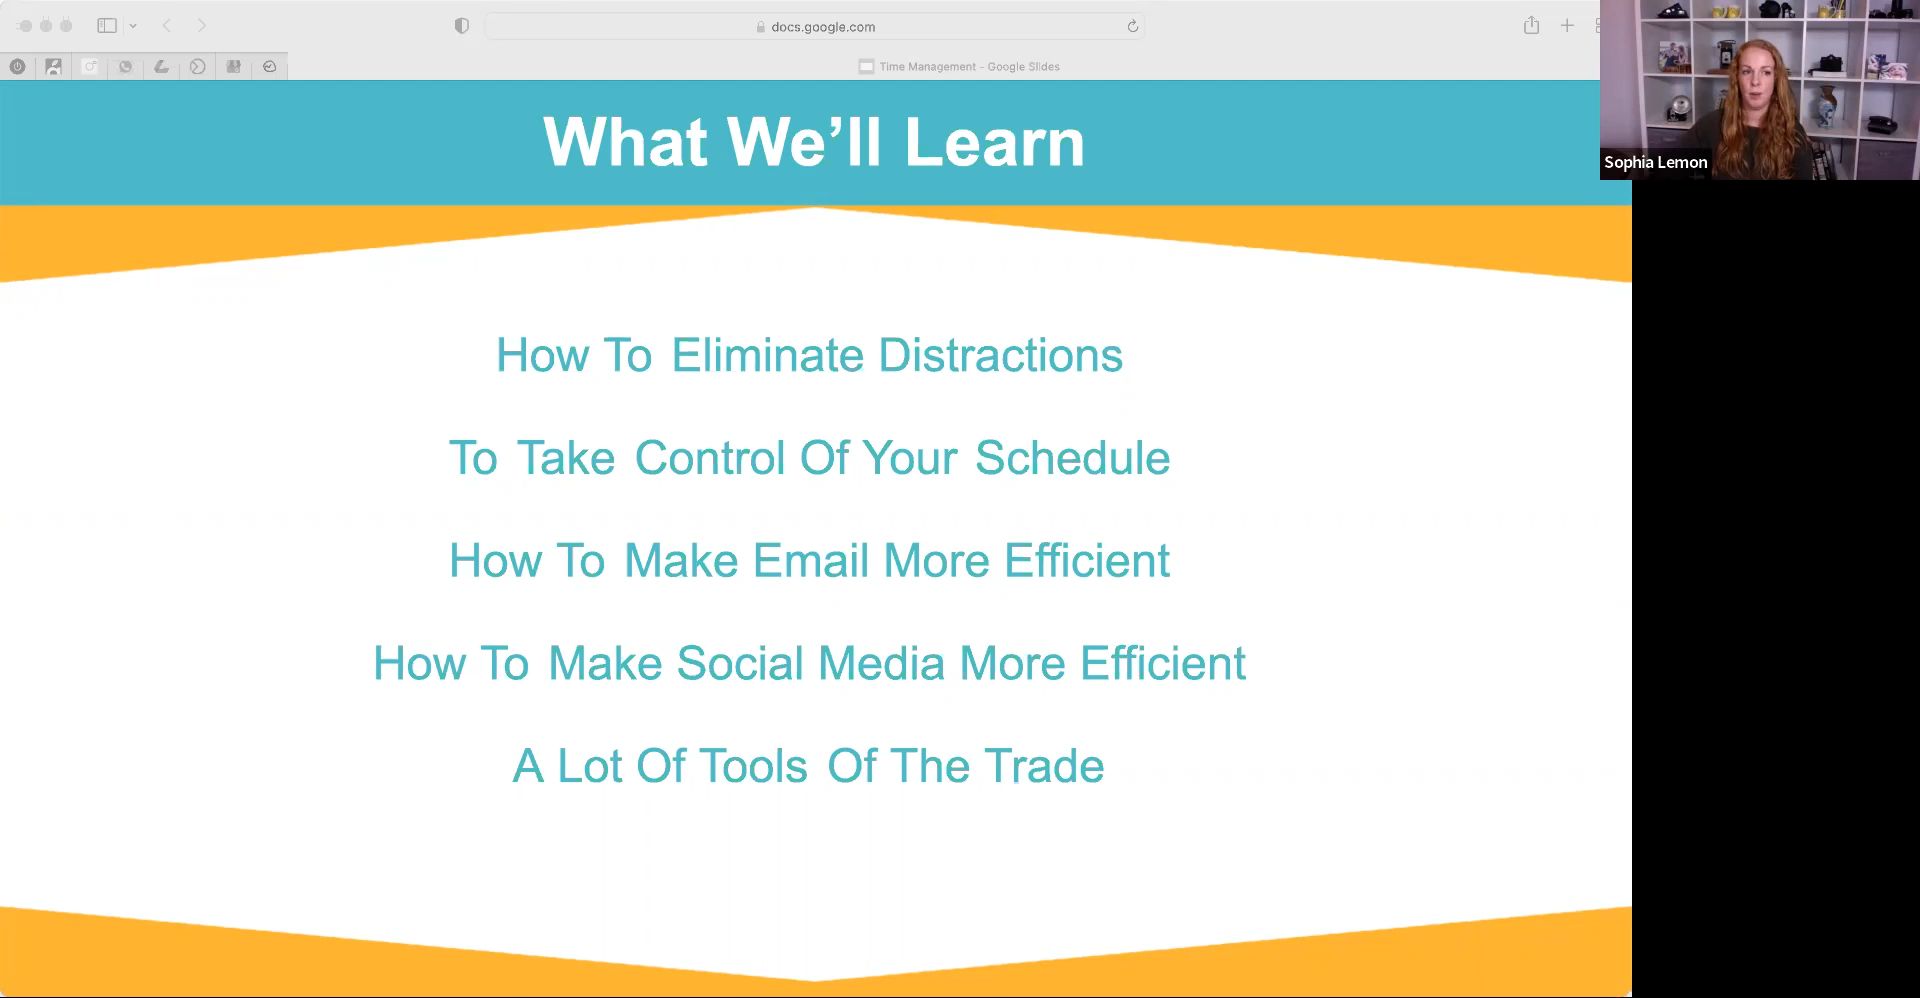 docs.google.com
Time Management - Google Slides
Sophia Lemon
What We’ll Learn
How To Eliminate Distractions
To Take Control Of Your Schedule
How To Make Email More Efficient
How To Make Social Media More Efficient
A Lot Of Tools Of The Trade